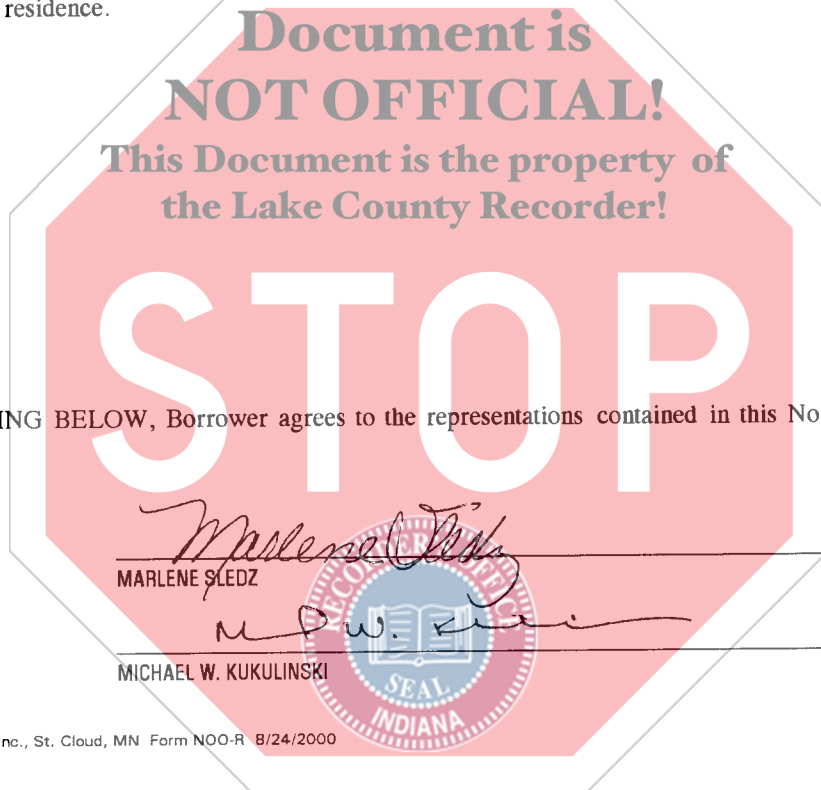 residence.
Document is
NOT OFFICIAL!
This Document is the property of
the Lake County Recorder!
STOP
ING BELOW, Borrower agrees to the representations contained in this No
Marlene Sledz
MARLENE SLEDZ
M W. K
MICHAEL W. KUKULINSKI
RECORDER'S OFFICE
SEAL
INDIANA
nc., St. Cloud, MN Form NOO-R 8/24/2000